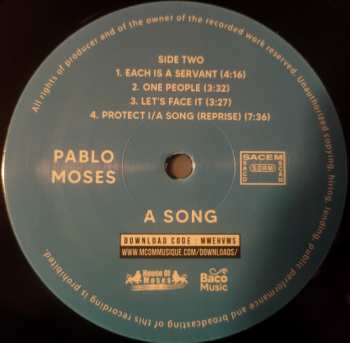 All rights of producer and of the owner of the recorded work reserved. Unauthorized copying, hiring, lending, public performance and broadcasting of this recording is prohibited.
SIDE TWO
1. EACH IS A SERVANT (4:16)
2. ONE PEOPLE (3:32)
3. LET'S FACE IT (3:27)
4. PROTECT I/A SONG (REPRISE) (7:36)
PABLO
MOSES
SACEM
SDRM
A SONG
DOWNLOAD CODE : MWEHVWS
WWW.MCOMMUSIQUE.COM/DOWNLOADS/
House Of
Moses
Baco
Music